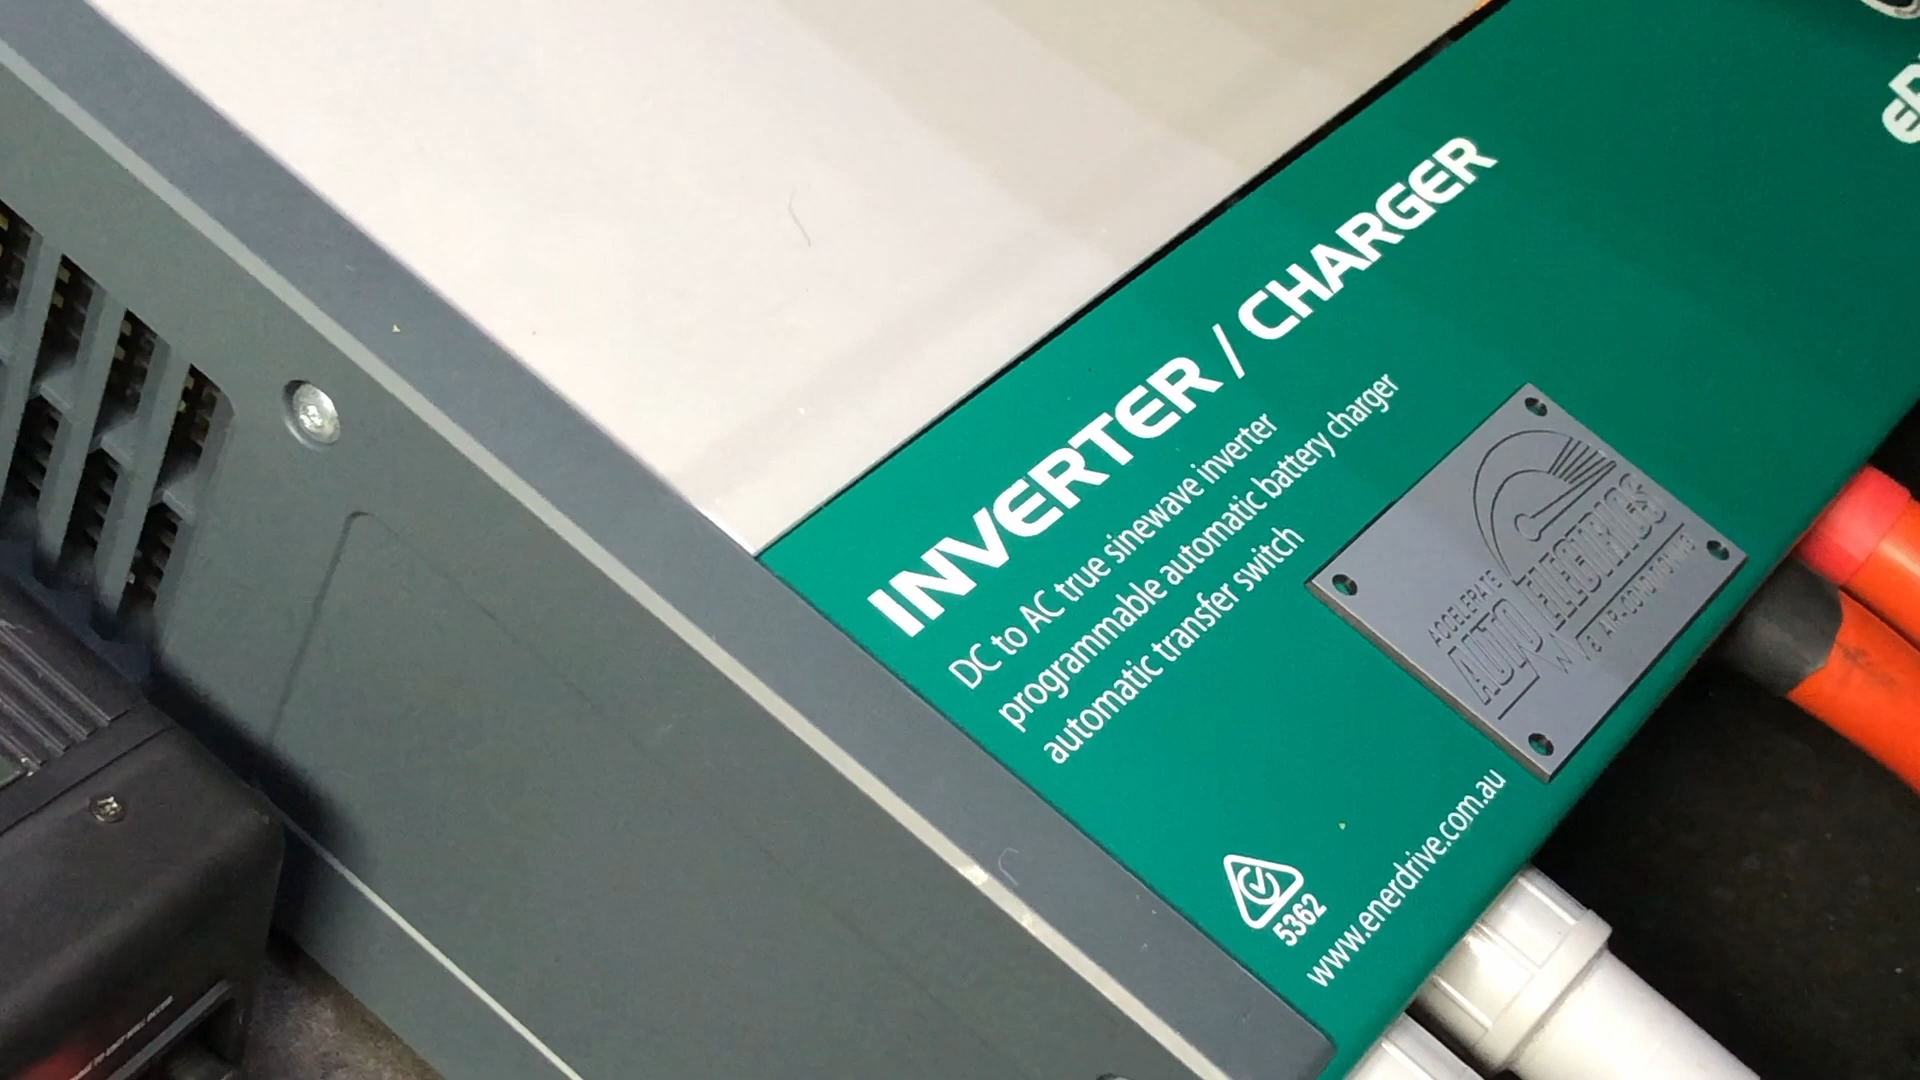 INVERTER / CHARGER
DC to AC true sinewave inverter
programmable automatic battery charger
automatic transfer switch
ACCELERATE
AUTO ELECTRICS
& AIR-CONDITIONING
5362
www.enerdrive.com.au